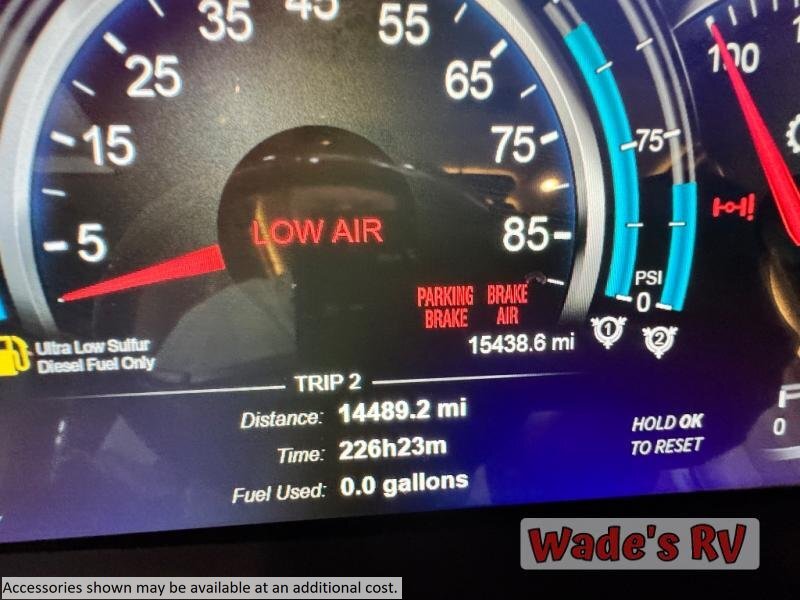 45
35
55
25
65
100
15
75
75
LOW AIR
5
85
PSI
PARKING BRAKE
BRAKE AIR
0
15438.6 mi
1
2
Ultra Low Sulfur
Diesel Fuel Only
TRIP 2
Distance: 14489.2 mi
HOLD OK
0
Time: 226h23m
TO RESET
Fuel Used: 0.0 gallons
Wade's RV
Accessories shown may be available at an additional cost.